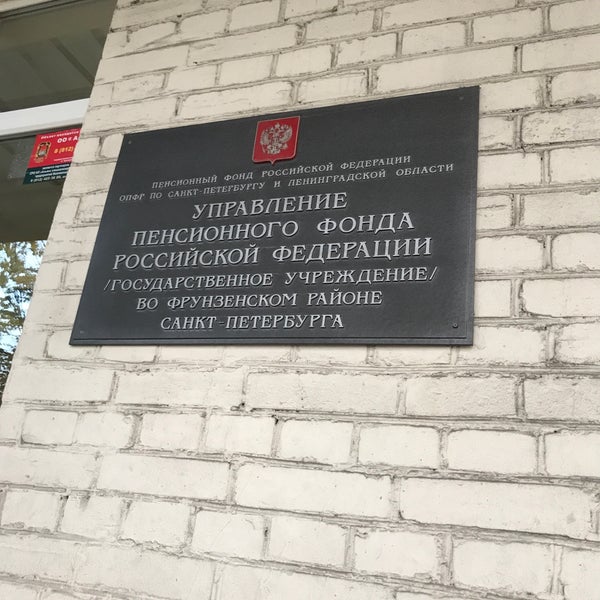 ПЕНСИОННЫЙ ФОНД РОССИЙСКОЙ ФЕДЕРАЦИИ
ОПФР ПО САНКТ-ПЕТЕРБУРГУ И ЛЕНИНГРАДСКОЙ ОБЛАСТИ
УПРАВЛЕНИЕ
ПЕНСИОННОГО ФОНДА
РОССИЙСКОЙ ФЕДЕРАЦИИ
/ГОСУДАРСТВЕННОЕ УЧРЕЖДЕНИЕ/
ВО ФРУНЗЕНСКОМ РАЙОНЕ
САНКТ-ПЕТЕРБУРГА